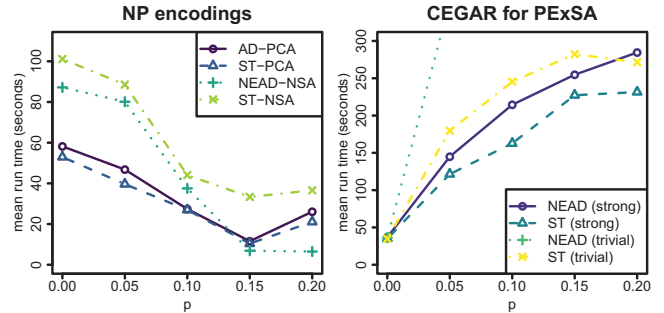 NP encodings
mean run time (seconds)
100
80
60
40
20
0
AD−PCA
ST−PCA
NEAD−NSA
ST−NSA
0.00 0.05 0.10 0.15 0.20
p
CEGAR for PExSA
mean run time (seconds)
300
250
200
150
100
50
0
NEAD (strong)
ST (strong)
NEAD (trivial)
ST (trivial)
0.00 0.05 0.10 0.15 0.20
p